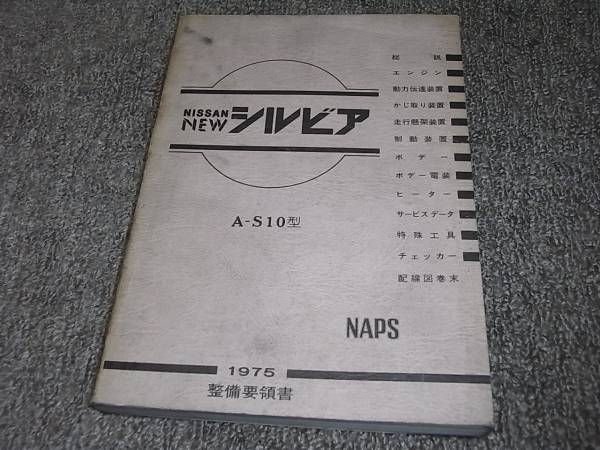 NISSAN
NEW シルビア
A-S10型
総説
エンジン
動力伝達装置
かじ取り装置
走行懸架装置
制動装置
ボデー
ボデー電装
ヒーター
サービスデータ
特殊工具
チェッカー
配線図巻末
NAPS
1975
整備要領書